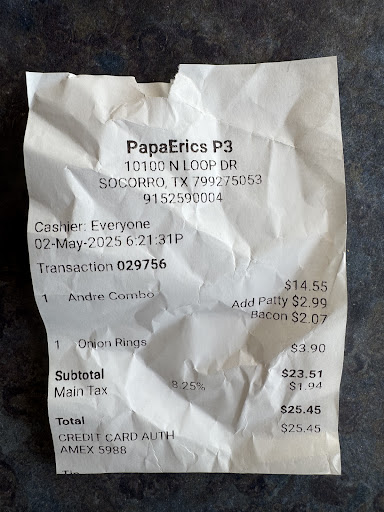 PapaErics P3
10100 N LOOP DR
SOCORRO, TX 799275053
9152590004
Cashier: Everyone
02-May-2025 6:21:31P
Transaction 029756
1 Andre Combo $14.55
Add Patty $2.99
Bacon $2.07
1 Onion Rings $3.90
Subtotal $23.51
Main Tax 8.25% $1.94
Total $25.45
CREDIT CARD AUTH $25.45
AMEX 5988